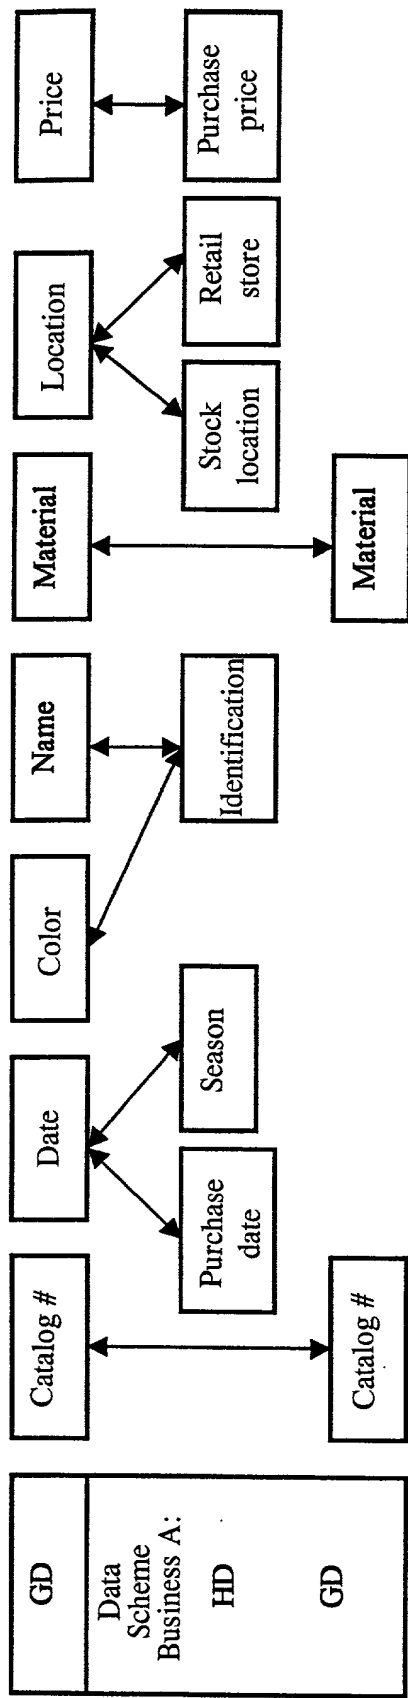 GD
Catalog #
Date
Color
Name
Material
Location
Price
Data
Scheme
Business A:
HD
Purchase
date
Season
Identification
Stock
location
Retail
store
Purchase
price
GD
Catalog #
Material